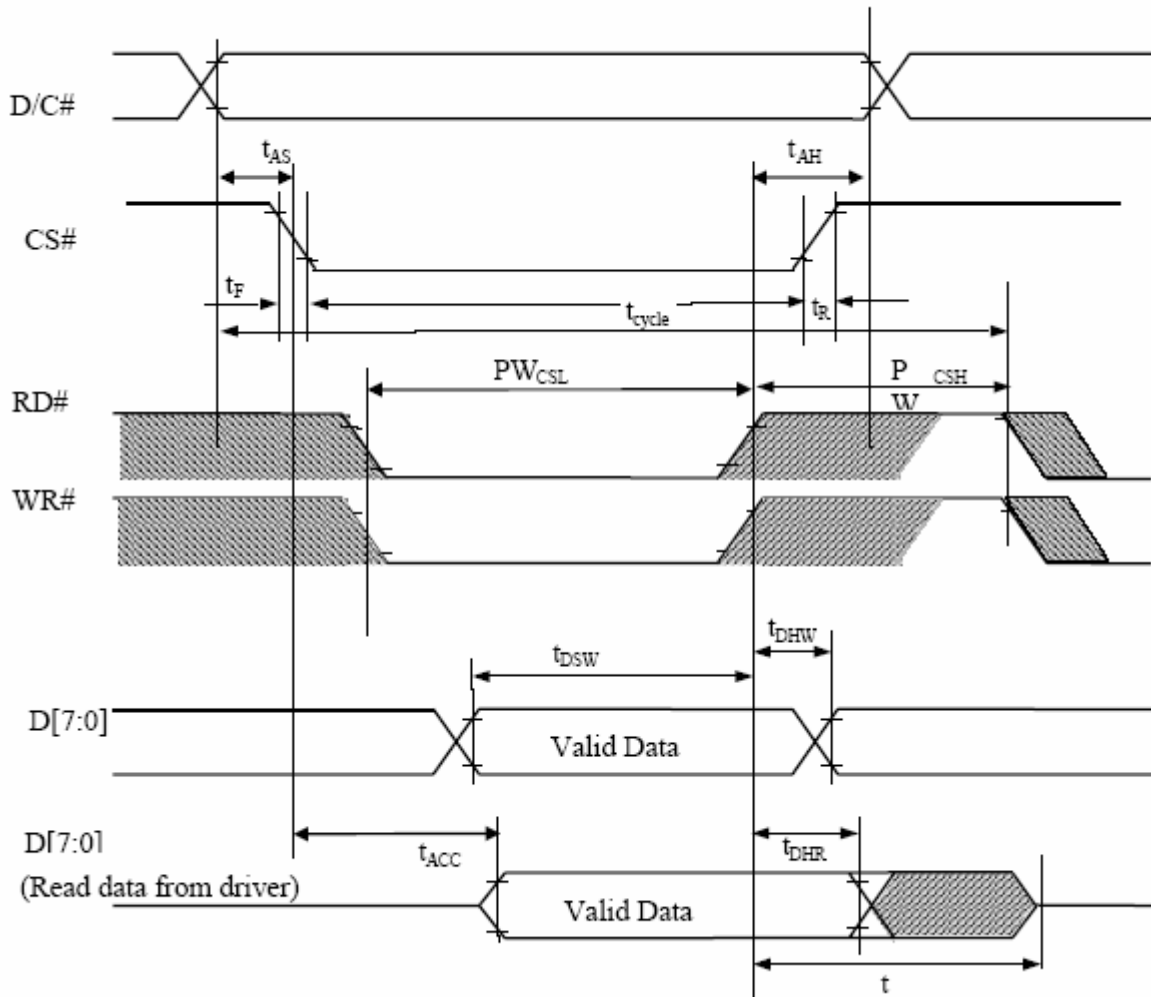 D/C#
tAS
tAH
CS#
tF
tcycle
tR
PWCSL
P CSH
W
RD#
WR#
tDSW
tDHW
D[7:0]
Valid Data
D[7:0]
tACC
tDHR
(Read data from driver)
Valid Data
t